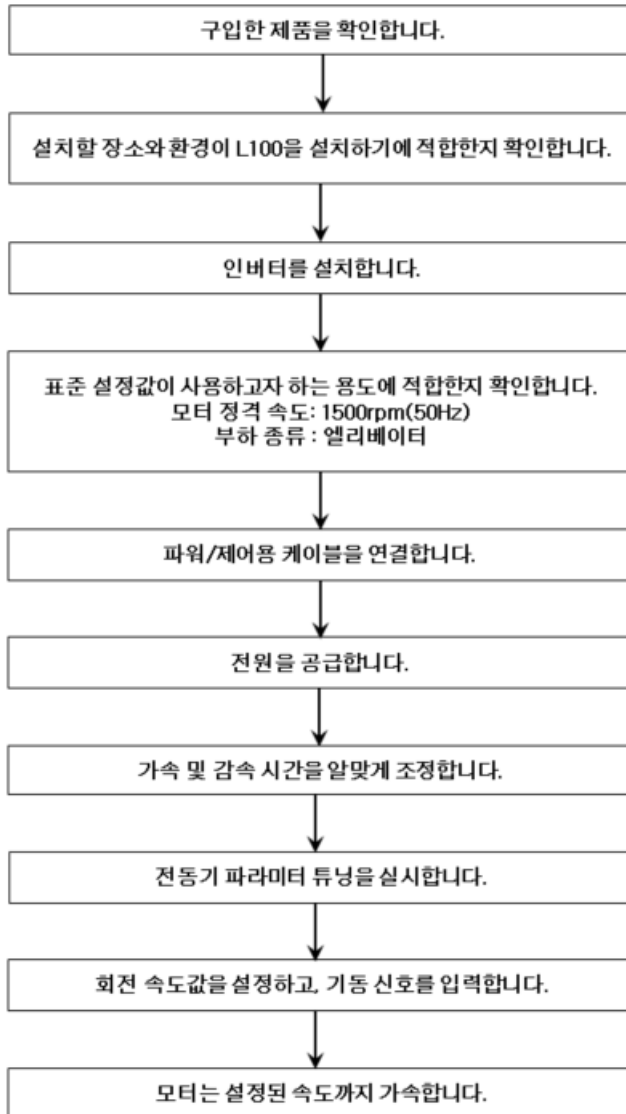 구입한 제품을 확인합니다.
설치할 장소와 환경이 L100을 설치하기에 적합한지 확인합니다.
인버터를 설치합니다.
표준 설정값이 사용하고자 하는 용도에 적합한지 확인합니다.
모터 정격 속도: 1500rpm(50Hz)
부하 종류 : 엘리베이터
파워/제어용 케이블을 연결합니다.
전원을 공급합니다.
가속 및 감속 시간을 알맞게 조정합니다.
전동기 파라미터 튜닝을 실시합니다.
회전 속도값을 설정하고, 기동 신호를 입력합니다.
모터는 설정된 속도까지 가속합니다.